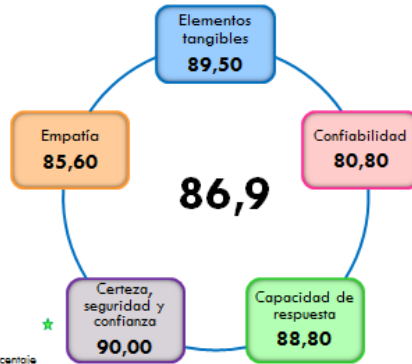 Elementos
tangibles
89,50
Empatía
85,60
Confiabilidad
80,80
86,9
Certeza,
seguridad y
confianza
90,00
Capacidad de
respuesta
88,80